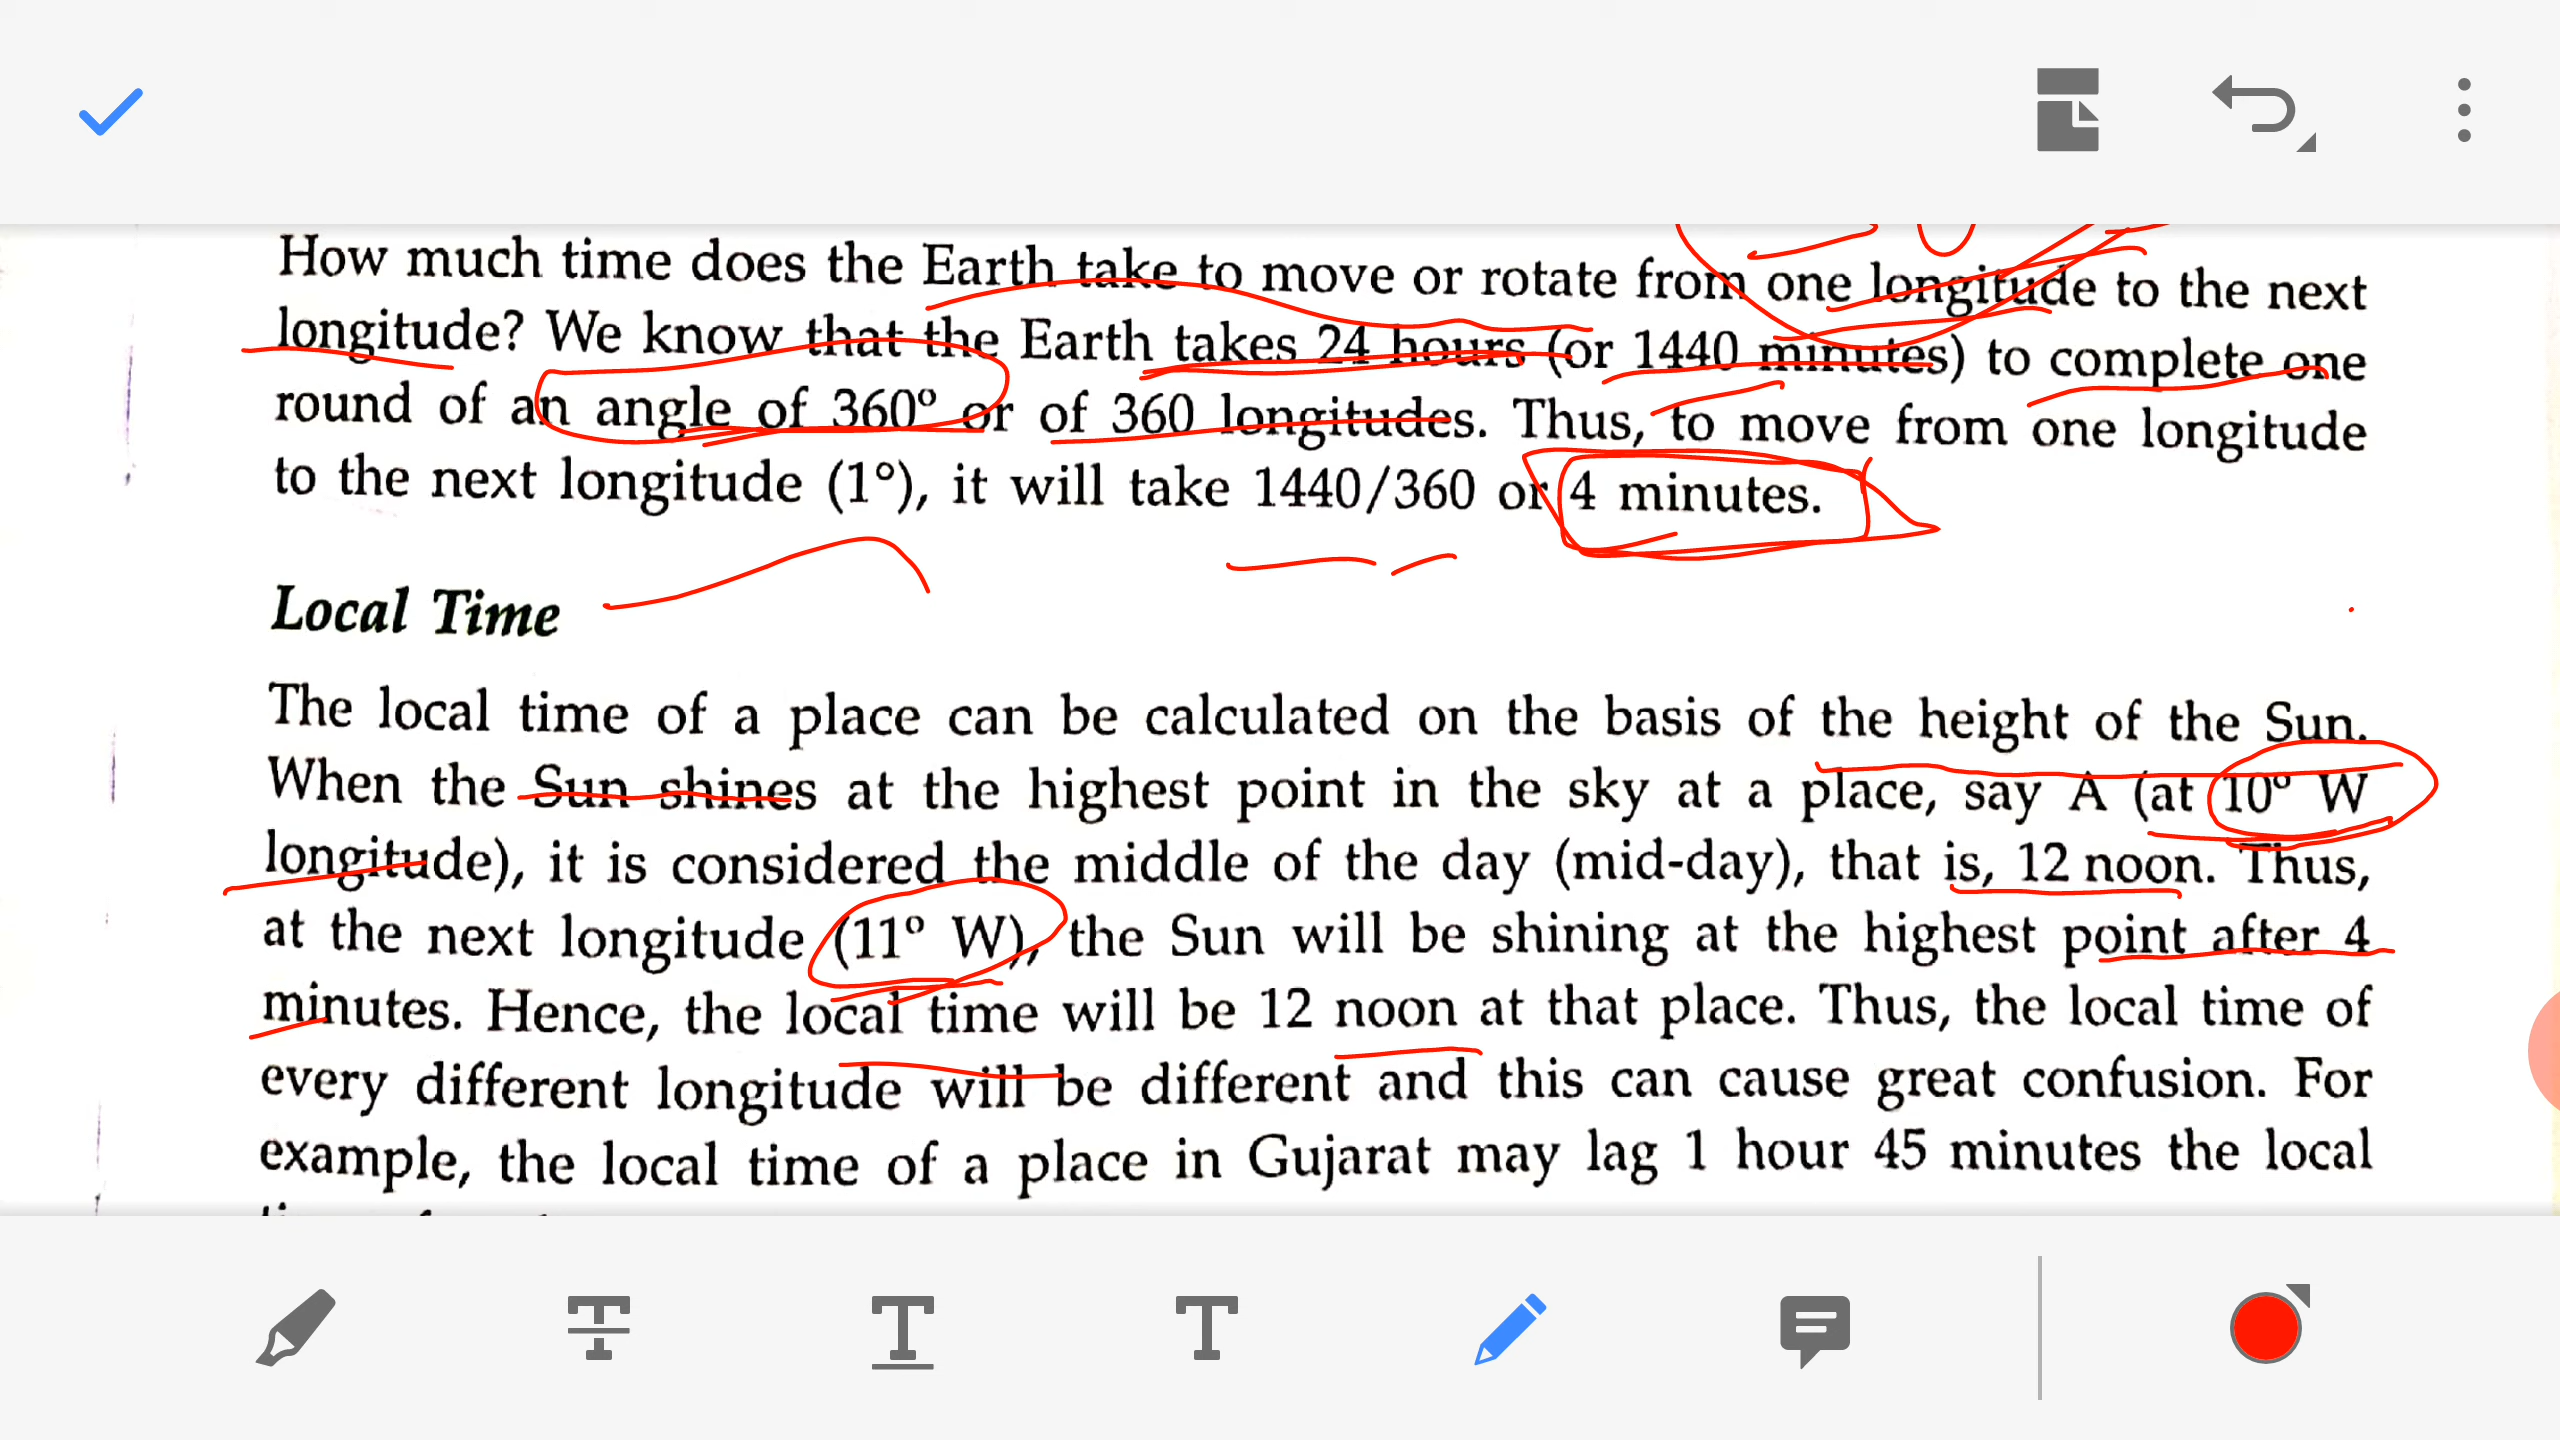 How much time does the Earth take to move or rotate from one longitude to the next
longitude? We know that the Earth takes 24 hours (or 1440 minutes) to complete one
round of an angle of 360° or of 360 longitudes. Thus, to move from one longitude
to the next longitude (1°), it will take 1440/360 or 4 minutes.
Local Time
The local time of a place can be calculated on the basis of the height of the Sun.
When the Sun shines at the highest point in the sky at a place, say A (at 10° W
longitude), it is considered the middle of the day (mid-day), that is, 12 noon. Thus,
at the next longitude (11° W), the Sun will be shining at the highest point after 4
minutes. Hence, the local time will be 12 noon at that place. Thus, the local time of
every different longitude will be different and this can cause great confusion. For
example, the local time of a place in Gujarat may lag 1 hour 45 minutes the local